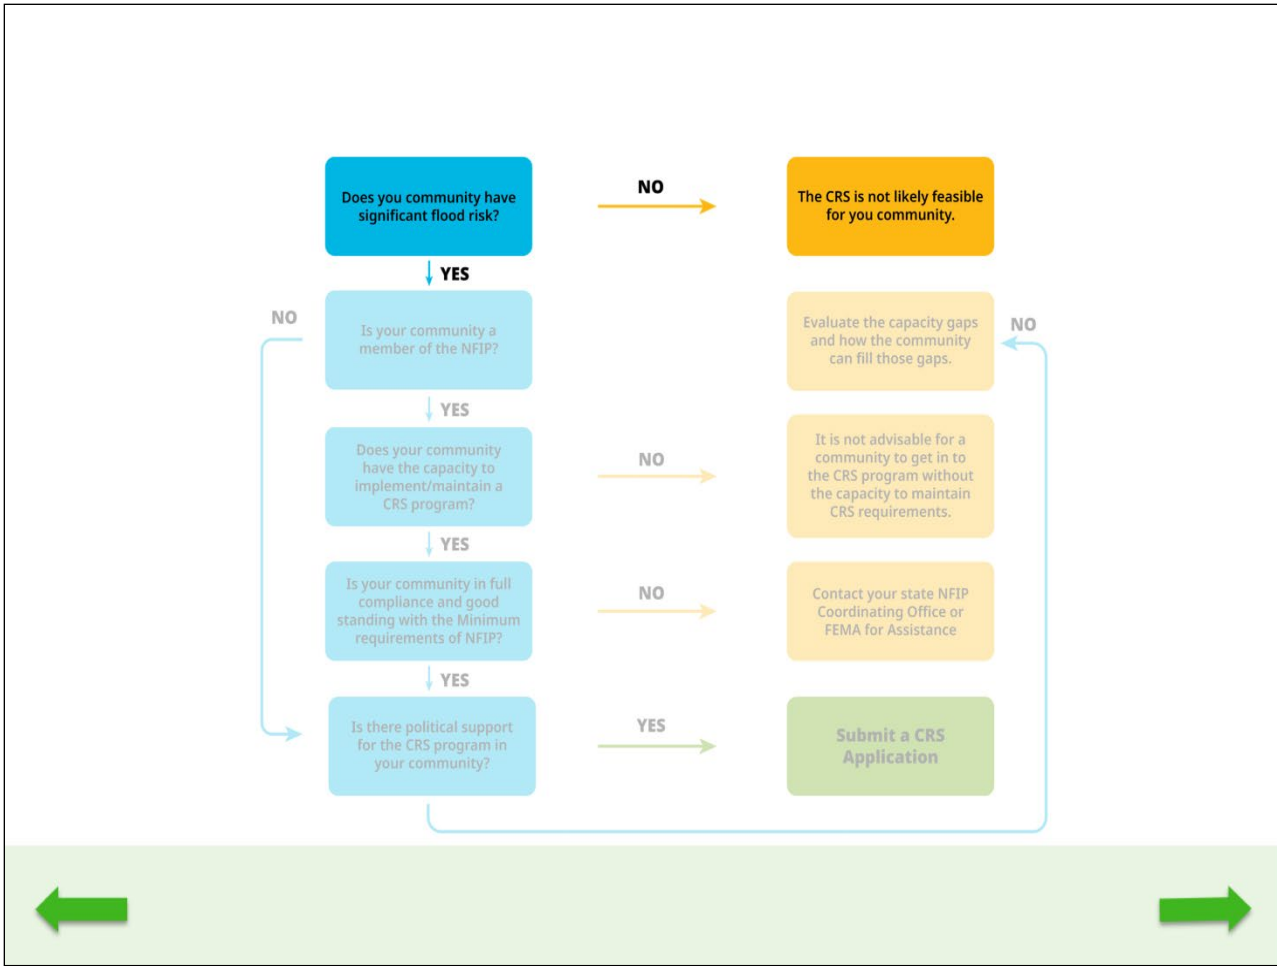 Does you community have
significant flood risk?
NO
The CRS is not likely feasible
for you community.
YES
NO
Is your community a
member of the NFIP?
Evaluate the capacity gaps
and how the community
can fill those gaps.
NO
YES
Does your community
have the capacity to
implement/maintain a
CRS program?
NO
It is not advisable for a
community to get in to
the CRS program without
the capacity to maintain
CRS requirements.
YES
Is your community in full
compliance and good
standing with the Minimum
requirements of NFIP?
NO
Contact your state NFIP
Coordinating Office or
FEMA for Assistance
YES
Is there political support
for the CRS program in
your community?
YES
Submit a CRS
Application